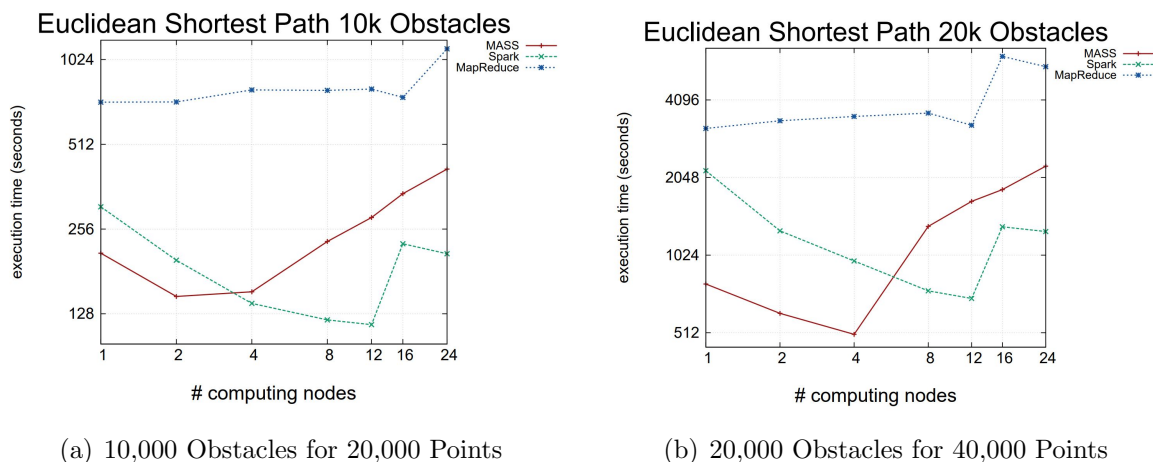 Euclidean Shortest Path 10k Obstacles
MASS
Spark
MapReduce
1024
512
256
128
execution time (seconds)
1 2 4 8 12 16 24
# computing nodes
(a) 10,000 Obstacles for 20,000 Points
Euclidean Shortest Path 20k Obstacles
MASS
Spark
MapReduce
4096
2048
1024
512
execution time (seconds)
1 2 4 8 12 16 24
# computing nodes
(b) 20,000 Obstacles for 40,000 Points